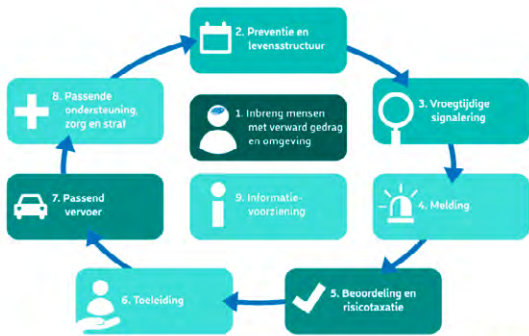 2. Preventie en
levensstructuur
8. Passende
ondersteuning,
zorg en straf
1. Inbreng mensen
met verward gedrag
en omgeving
3. Vroegtijdige
signalering
7. Passend
vervoer
9. Informatie-
voorziening
4. Melding
6. Toeleiding
5. Beoordeling en
risicotaxatie